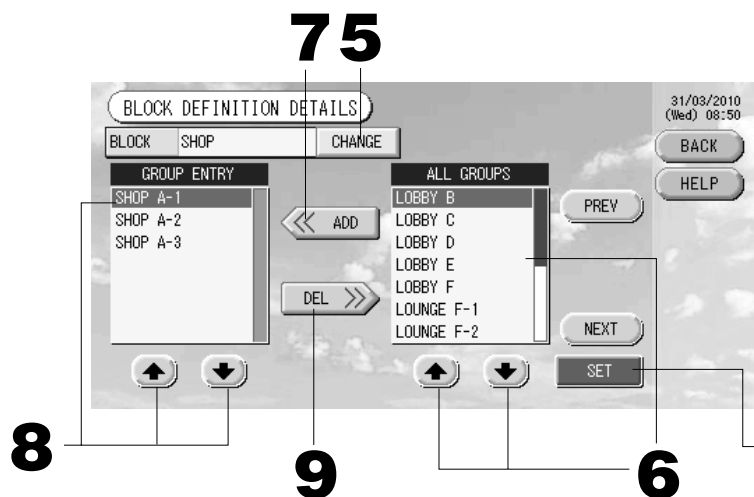 7 5
BLOCK DEFINITION DETAILS
31/03/2010
(Wed) 08:50
BLOCK SHOP CHANGE
BACK
GROUP ENTRY
ALL GROUPS
HELP
SHOP A-1
SHOP A-2
SHOP A-3
ADD
DEL
LOBBY B
LOBBY C
LOBBY D
LOBBY E
LOBBY F
LOUNGE F-1
LOUNGE F-2
PREV
NEXT
SET
8
9
6